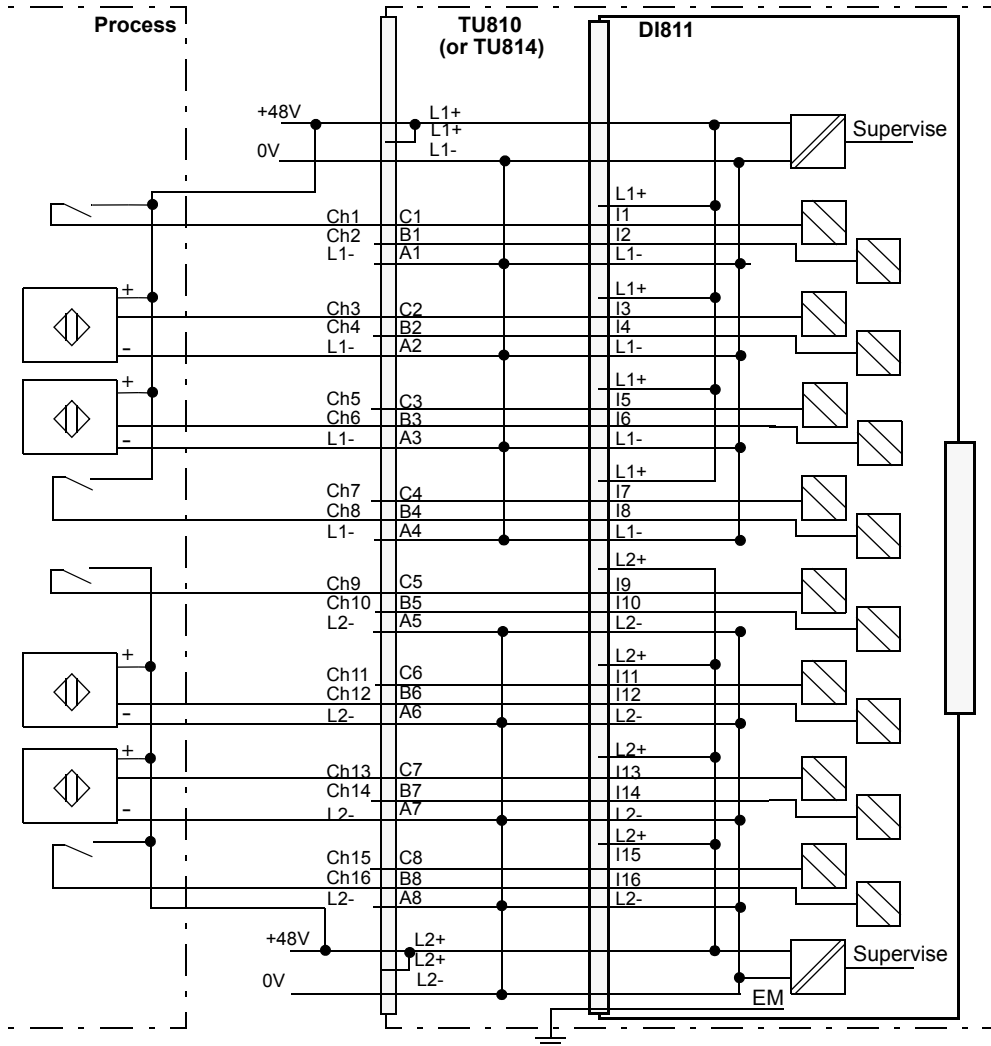 Process
TU810
(or TU814)
DI811
+48V
L1+
L1+
0V
L1-
Supervise
L1+
Ch1 C1 I1
Ch2 B1 I2
L1- A1 L1-
+
L1+
Ch3 C2 I3
Ch4 B2 I4
- L1- A2 L1-
+
L1+
Ch5 C3 I5
Ch6 B3 I6
- L1- A3 L1-
L1+
Ch7 C4 I7
Ch8 B4 I8
L1- A4 L1-
L2+
Ch9 C5 I9
Ch10 B5 I10
L2- A5 L2-
+
L2+
Ch11 C6 I11
Ch12 B6 I12
- L2- A6 L2-
+
L2+
Ch13 C7 I13
Ch14 B7 I14
- L2- A7 L2-
L2+
Ch15 C8 I15
Ch16 B8 I16
L2- A8 L2-
+48V
L2+
L2+
0V
L2-
Supervise
EM